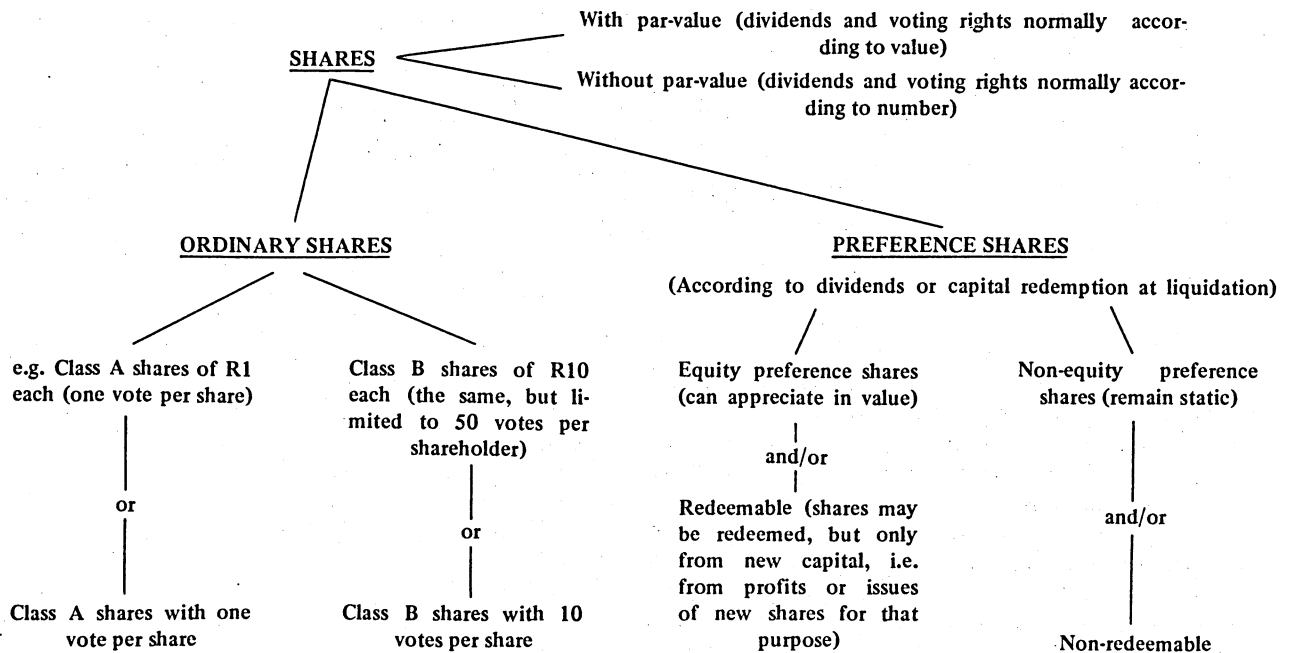 With par-value (dividends and voting rights normally accor-
ding to value)
SHARES
Without par-value (dividends and voting rights normally accor-
ding to number)
ORDINARY SHARES
PREFERENCE SHARES
(According to dividends or capital redemption at liquidation)
e.g. Class A shares of R1
each (one vote per share)
or
Class A shares with one
vote per share
Class B shares of R10
each (the same, but li-
mited to 50 votes per
shareholder)
or
Class B shares with 10
votes per share
Equity preference shares
(can appreciate in value)
and/or
Redeemable (shares may
be redeemed, but only
from new capital, i.e.
from profits or issues
of new shares for that
purpose)
Non-equity preference
shares (remain static)
and/or
Non-redeemable